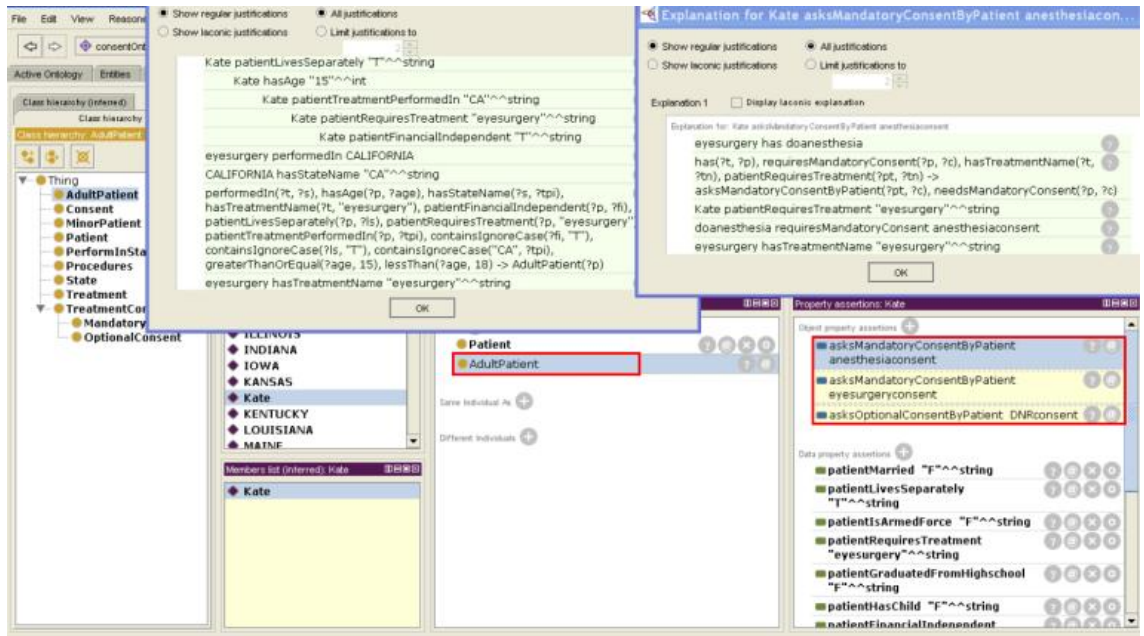 File Edit View Reasone
consentOnt
Active Ontology Entities
Class hierarchy (inferred)
Class hierarchy
Class hierarchy: AdultPatient
Thing
AdultPatient
Consent
MinorPatient
Patient
PerformInSta
Procedures
State
Treatment
TreatmentCor
Mandatory
OptionalConsent
Show regular justifications All justifications
Show laconic justifications Limit justifications to
2
Kate patientLivesSeparately "T"^^string
Kate hasAge "15"^^int
Kate patientTreatmentPerformedIn "CA"^^string
Kate patientRequiresTreatment "eyesurgery"^^string
Kate patientFinancialIndependent "T"^^string
eyesurgery performedIn CALIFORNIA
CALIFORNIA hasStateName "CA"^^string
performedIn(?t, ?s), hasAge(?p, ?age), hasStateName(?s, ?tpi),
hasTreatmentName(?t, "eyesurgery"), patientFinancialIndependent(?p, ?fi),
patientLivesSeparately(?p, ?ls), patientRequiresTreatment(?p, "eyesurgery"
patientTreatmentPerformedIn(?p, ?tpi), containsIgnoreCase(?fi, "T"),
containsIgnoreCase(?ls, "T"), containsIgnoreCase("CA", ?tpi),
greaterThanOrEqual(?age, 15), lessThan(?age, 18) -> AdultPatient(?p)
eyesurgery hasTreatmentName "eyesurgery"^^string
OK
Explanation for Kate asksMandatoryConsentByPatient anesthesiacon...
Show regular justifications All justifications
Show laconic justifications Limit justifications to
2
Explanation 1 Display laconic explanation
Explanation for: Kate asksMandatoryConsentByPatient anesthesiaconsent
eyesurgery has doanesthesia
has(?t, ?p), requiresMandatoryConsent(?p, ?c), hasTreatmentName(?t,
?tn), patientRequiresTreatment(?pt, ?tn) ->
asksMandatoryConsentByPatient(?pt, ?c), needsMandatoryConsent(?p, ?c)
Kate patientRequiresTreatment "eyesurgery"^^string
doanesthesia requiresMandatoryConsent anesthesiaconsent
eyesurgery hasTreatmentName "eyesurgery"^^string
OK
ILLINOIS
INDIANA
IOWA
KANSAS
Kate
KENTUCKY
LOUISIANA
MAINE
Members list (inferred): Kate
Kate
Patient
AdultPatient
Same Individual As
Different Individuals
Property assertions: Kate
Object property assertions
asksMandatoryConsentByPatient
anesthesiaconsent
asksMandatoryConsentByPatient
eyesurgeryconsent
asksOptionalConsentByPatient DNRconsent
Data property assertions
patientMarried "F"^^string
patientLivesSeparately
"T"^^string
patientIsArmedForce "F"^^string
patientRequiresTreatment
"eyesurgery"^^string
patientGraduatedFromHighschool
"F"^^string
patientHasChild "F"^^string
patientFinancialIndependent